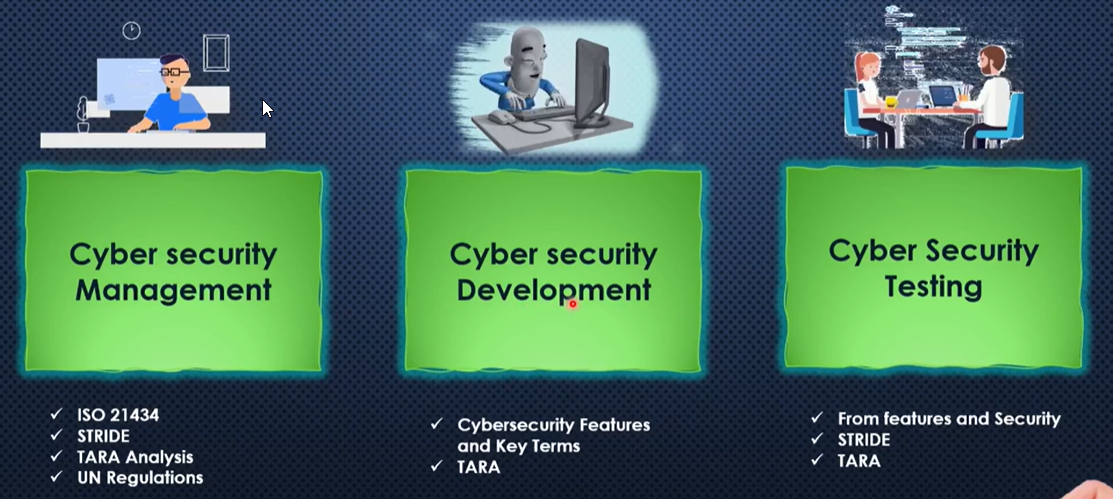 Cyber security
Management
Cyber security
Development
Cyber Security
Testing
ISO 21434
STRIDE
TARA Analysis
UN Regulations
Cybersecurity Features
and Key Terms
TARA
From features and Security
STRIDE
TARA